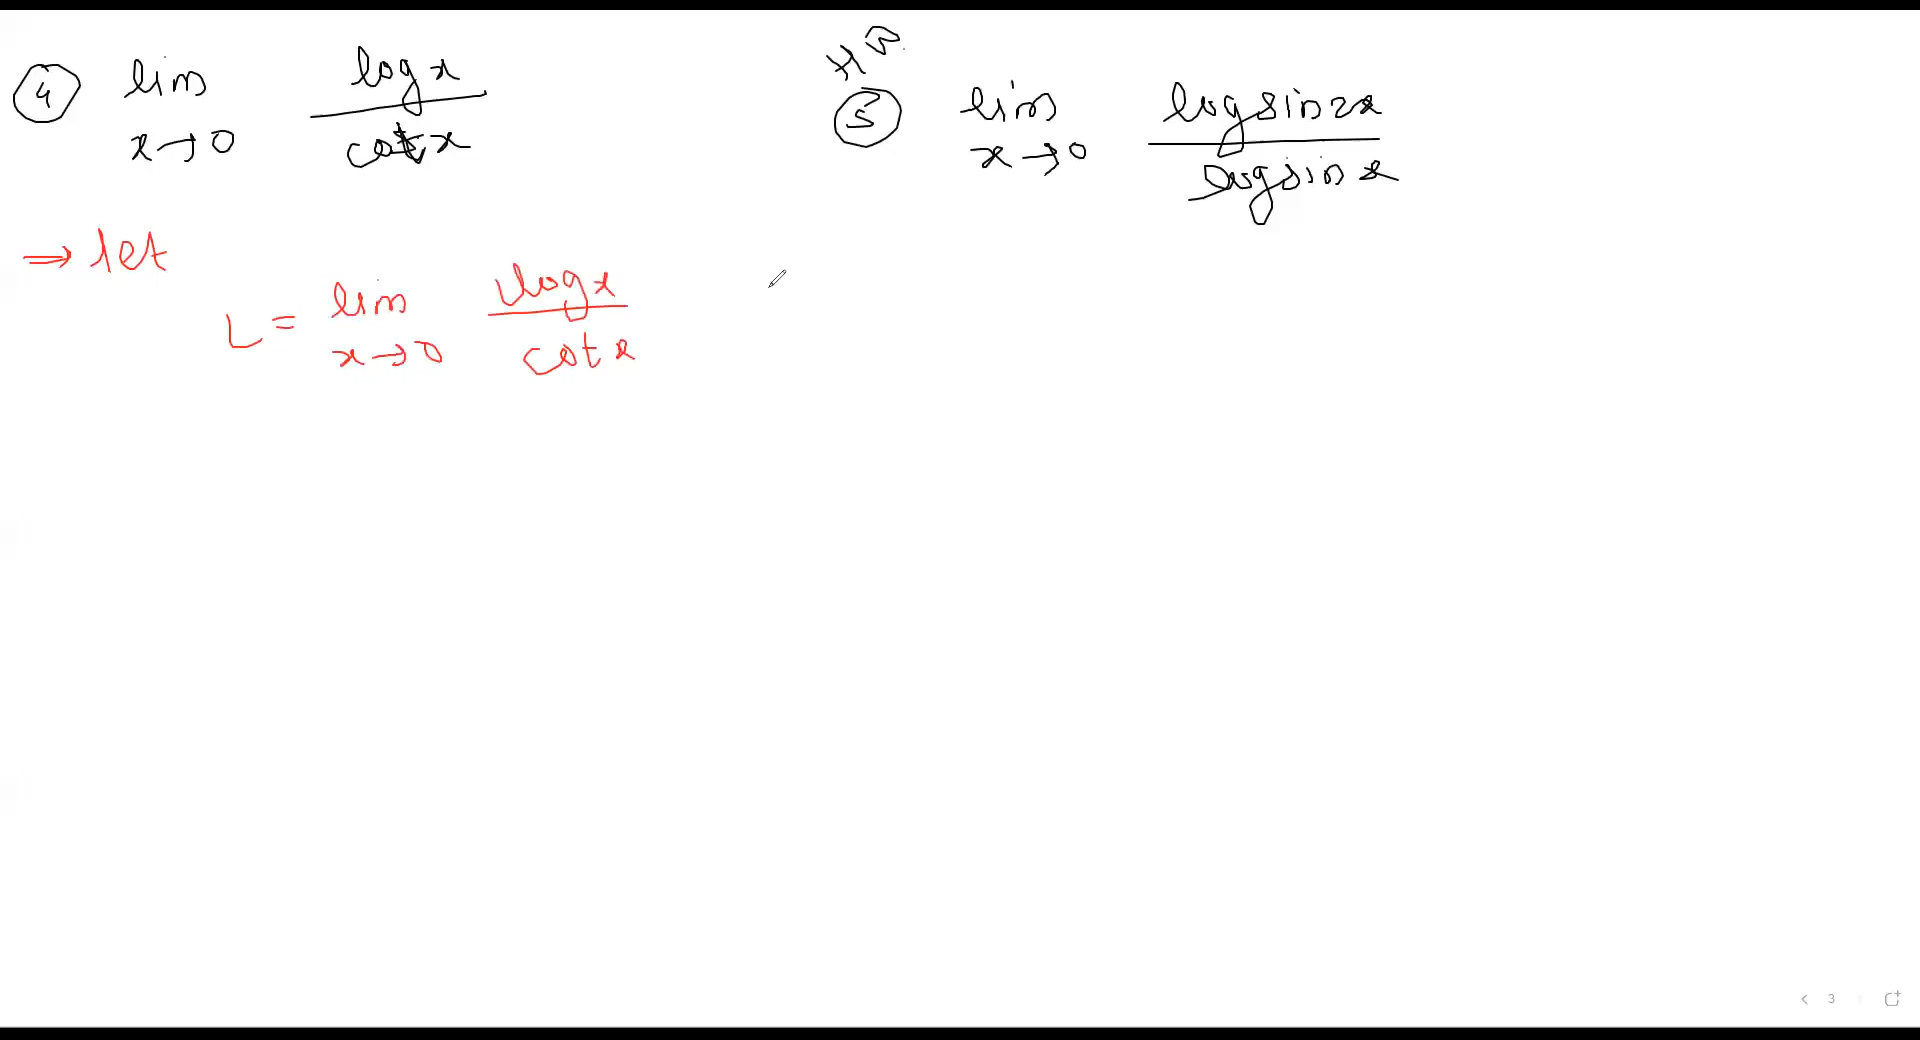 ④ lim x→0 log x / cot x
HW
⑤ lim x→0 log sin 2x / log sin x
⇒ let
L = lim x→0 log x / cot x
< 3